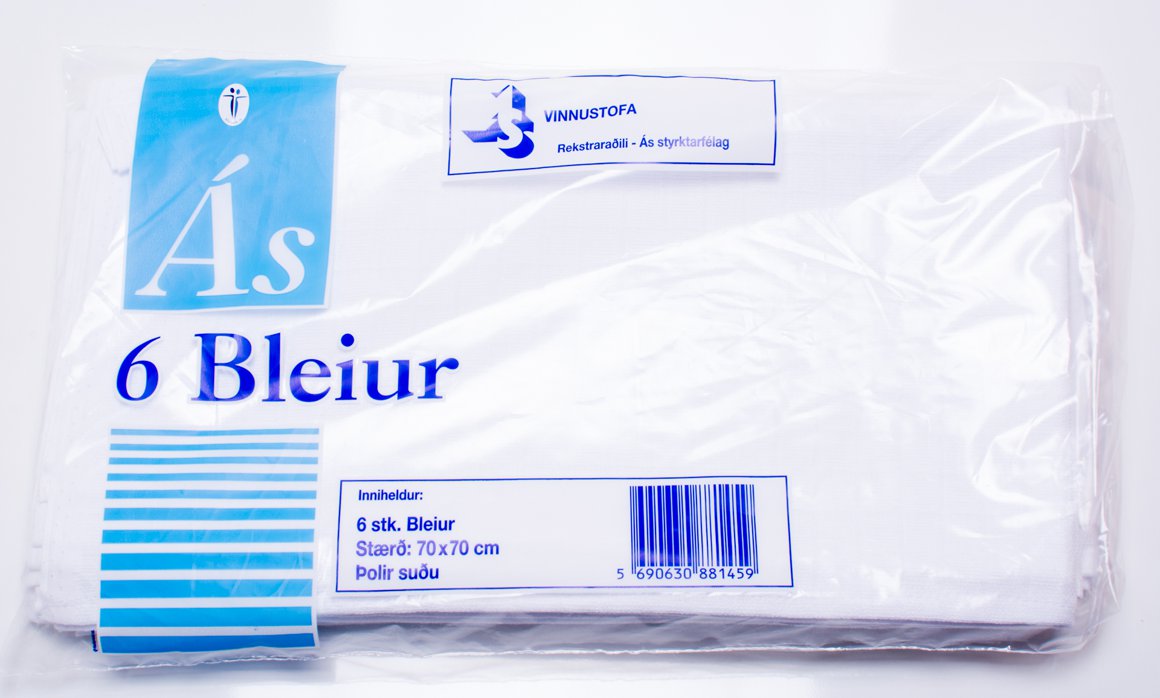 VINNUSTOFA
Rekstraraðili - Ás styrktarfélag
Ás
6 Bleiur
Inniheldur:
6 stk. Bleiur
Stærð: 70x70 cm
Þolir suðu
5 690630 881459